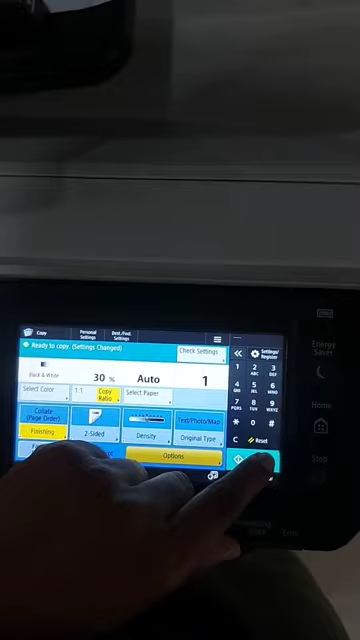 Copy
Personal Settings
Dest./Fwd. Settings
Ready to copy. (Settings Changed)
Check Settings
Settings/
Register
Black & White
30 %
Auto
1
Select Color
1:1
Copy Ratio
Select Paper
Collate (Page Order)
Text/Photo/Map
Finishing
2-Sided
Density
Original Type
Options
1
2 ABC
3 DEF
4 GHI
5 JKL
6 MNO
7 PQRS
8 TUV
9 WXYZ
* 0 #
C Reset
Energy
Saver
Home
Stop
Error